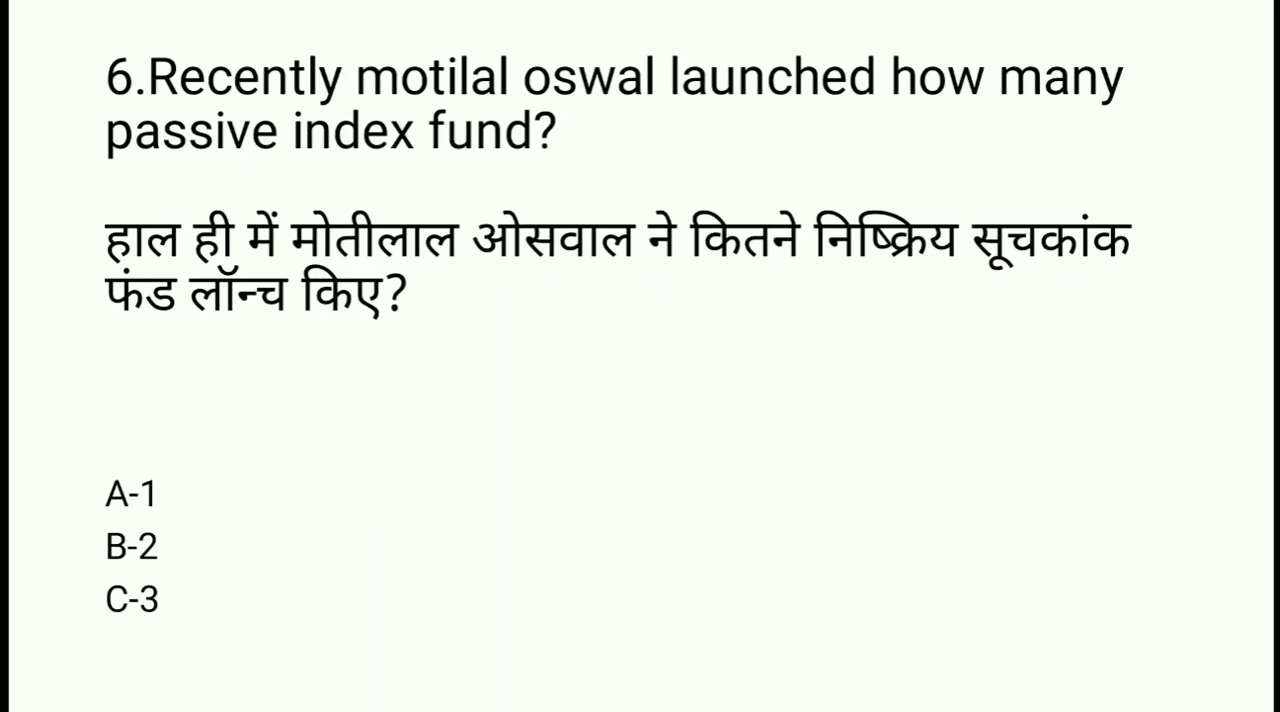 6.Recently motilal oswal launched how many
passive index fund?
हाल ही में मोतीलाल ओसवाल ने कितने निष्क्रिय सूचकांक
फंड लॉन्च किए?
A-1
B-2
C-3